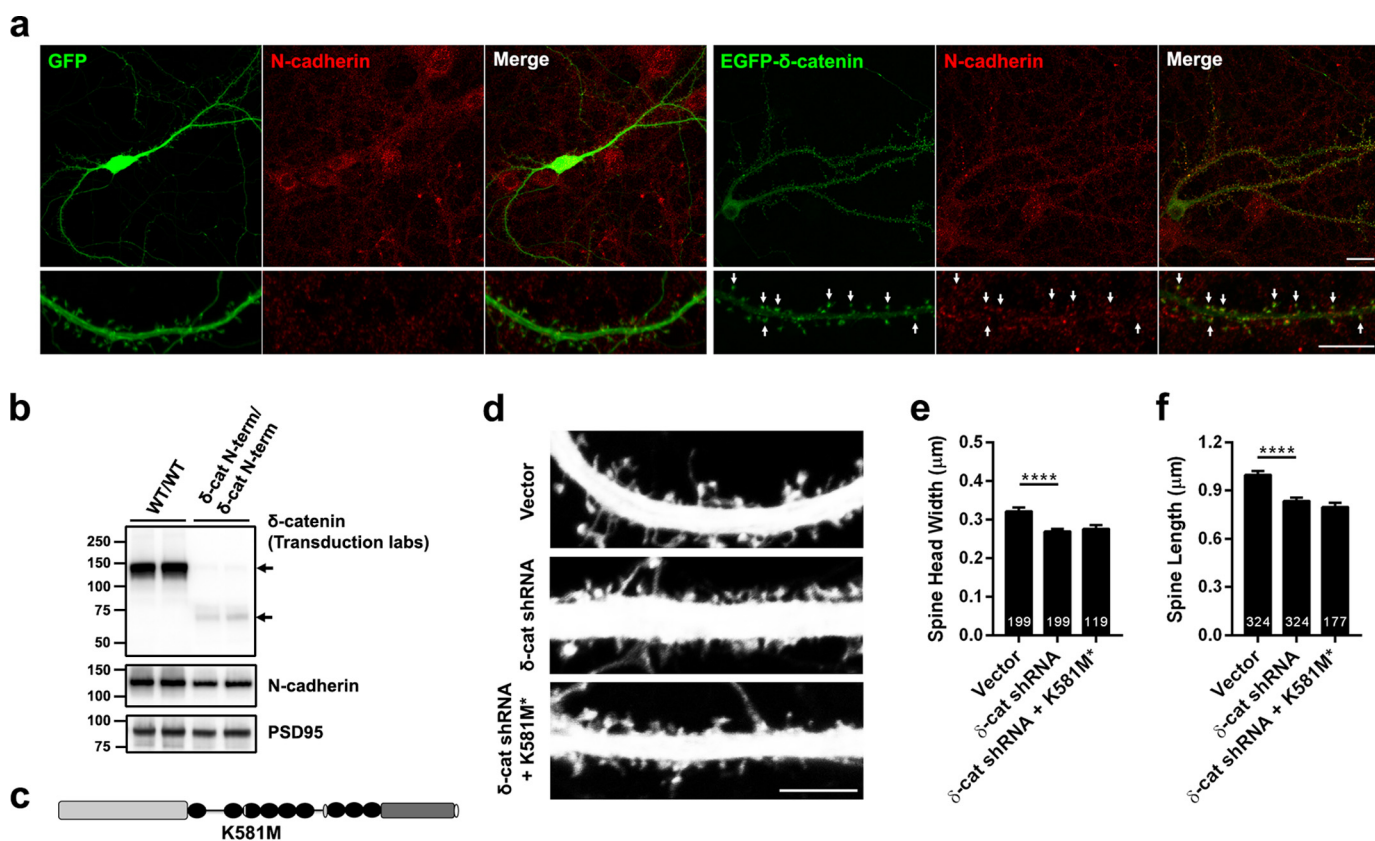 a
GFP
N-cadherin
Merge
EGFP-δ-catenin
N-cadherin
Merge
b
WT/WT
δ-cat N-term/
δ-cat N-term
δ-catenin
(Transduction labs)
250
150
100
75
50
150
100
N-cadherin
100
75
PSD95
c
K581M
d
Vector
δ-cat shRNA
δ-cat shRNA
+ K581M*
e
Spine Head Width (μm)
0.5
0.4
0.3
0.2
0.1
0.0
****
199
199
119
Vector
δ-cat shRNA
δ-cat shRNA + K581M*
f
Spine Length (μm)
1.2
0.9
0.6
0.3
0.0
****
324
324
177
Vector
δ-cat shRNA
δ-cat shRNA + K581M*